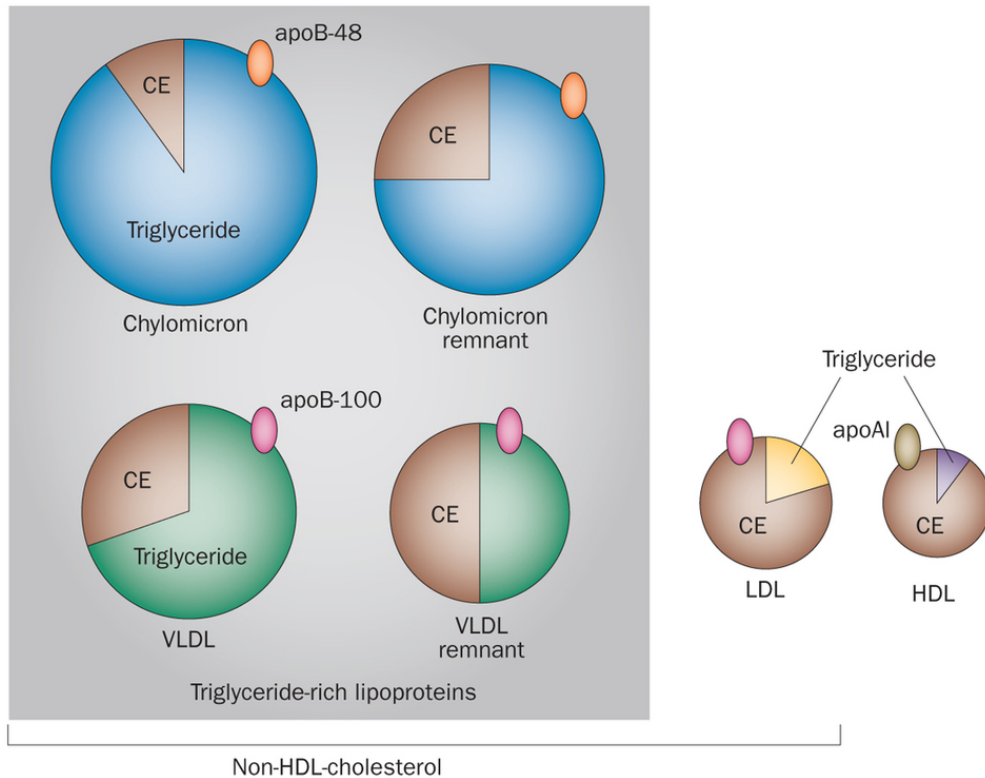 apoB-48
CE
CE
Triglyceride
Chylomicron
Chylomicron
remnant
apoB-100
CE
Triglyceride
CE
VLDL
VLDL
remnant
Triglyceride-rich lipoproteins
Triglyceride
apoAI
CE
CE
LDL
HDL
Non-HDL-cholesterol